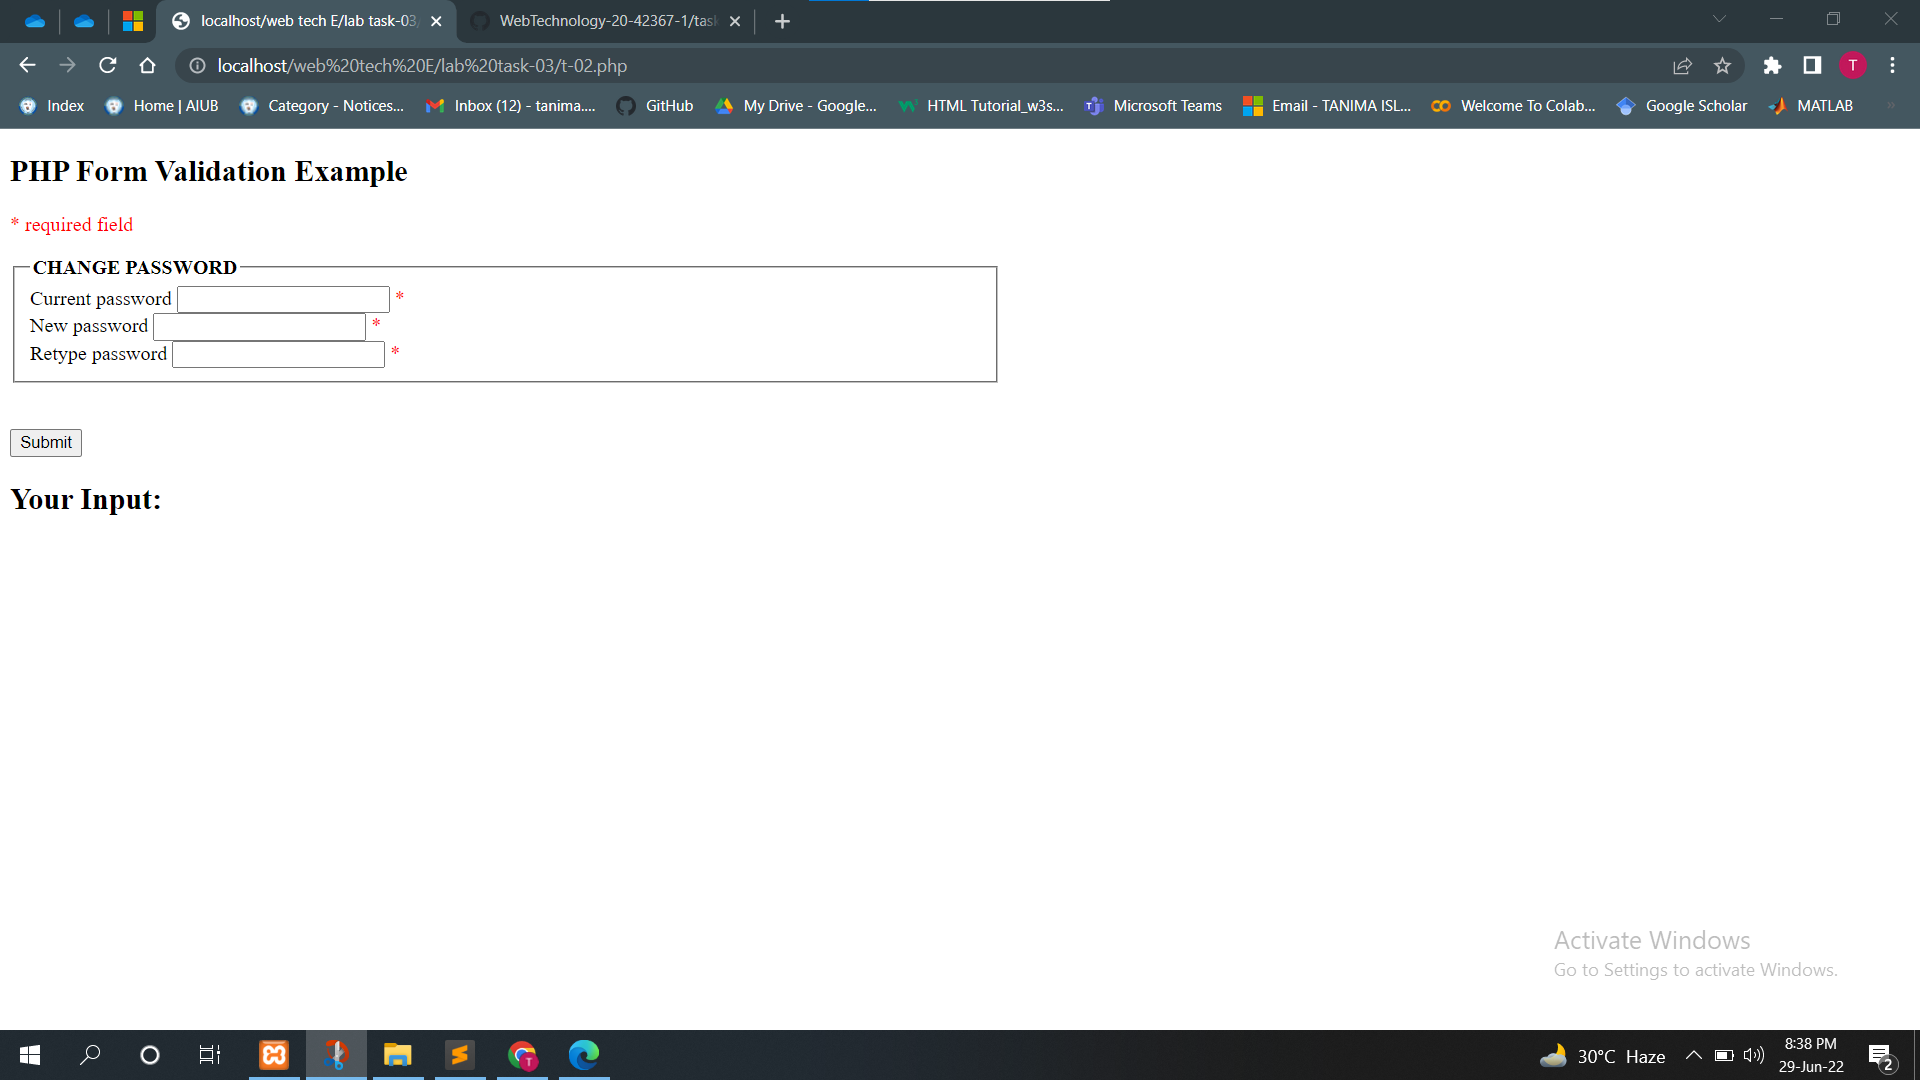 localhost/web tech E/lab task-03/
WebTechnology-20-42367-1/task
localhost/web%20tech%20E/lab%20task-03/t-02.php
T
Index Home | AIUB Category - Notices... Inbox (12) - tanima.... GitHub My Drive - Google... HTML Tutorial_w3s... Microsoft Teams Email - TANIMA ISL... Welcome To Colab... Google Scholar MATLAB
PHP Form Validation Example
* required field
CHANGE PASSWORD
Current password *
New password *
Retype password *
Submit
Your Input:
Activate Windows
Go to Settings to activate Windows.
30°C Haze
8:38 PM
29-Jun-22
2